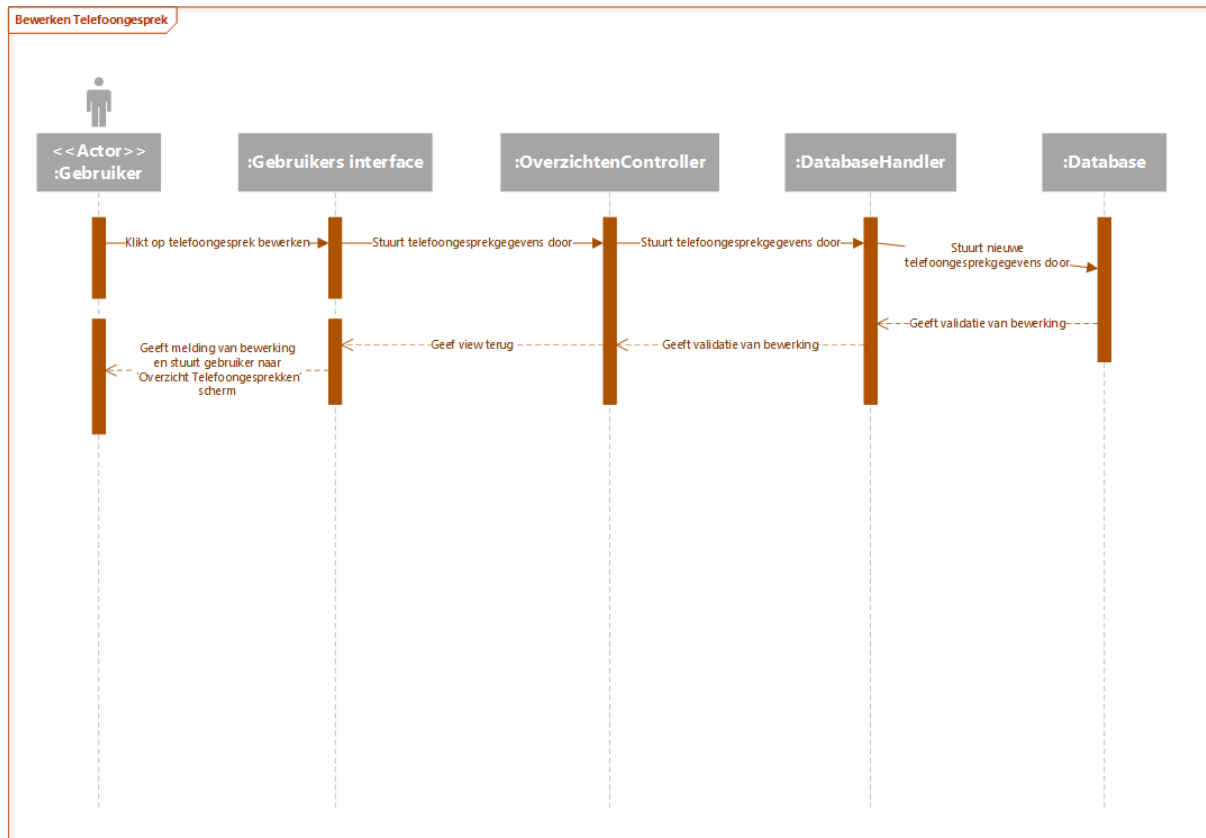 Bewerken Telefoongesprek
<<Actor>>
:Gebruiker
:Gebruikers interface
:OverzichtenController
:DatabaseHandler
:Database
Klikt op telefoongesprek bewerken
Stuurt telefoongesprekgegevens door
Stuurt telefoongesprekgegevens door
Stuurt nieuwe
telefoongesprekgegevens door
Geeft validatie van bewerking
Geeft validatie van bewerking
Geef view terug
Geeft melding van bewerking
en stuurt gebruiker naar
'Overzicht Telefoongesprekken'
scherm